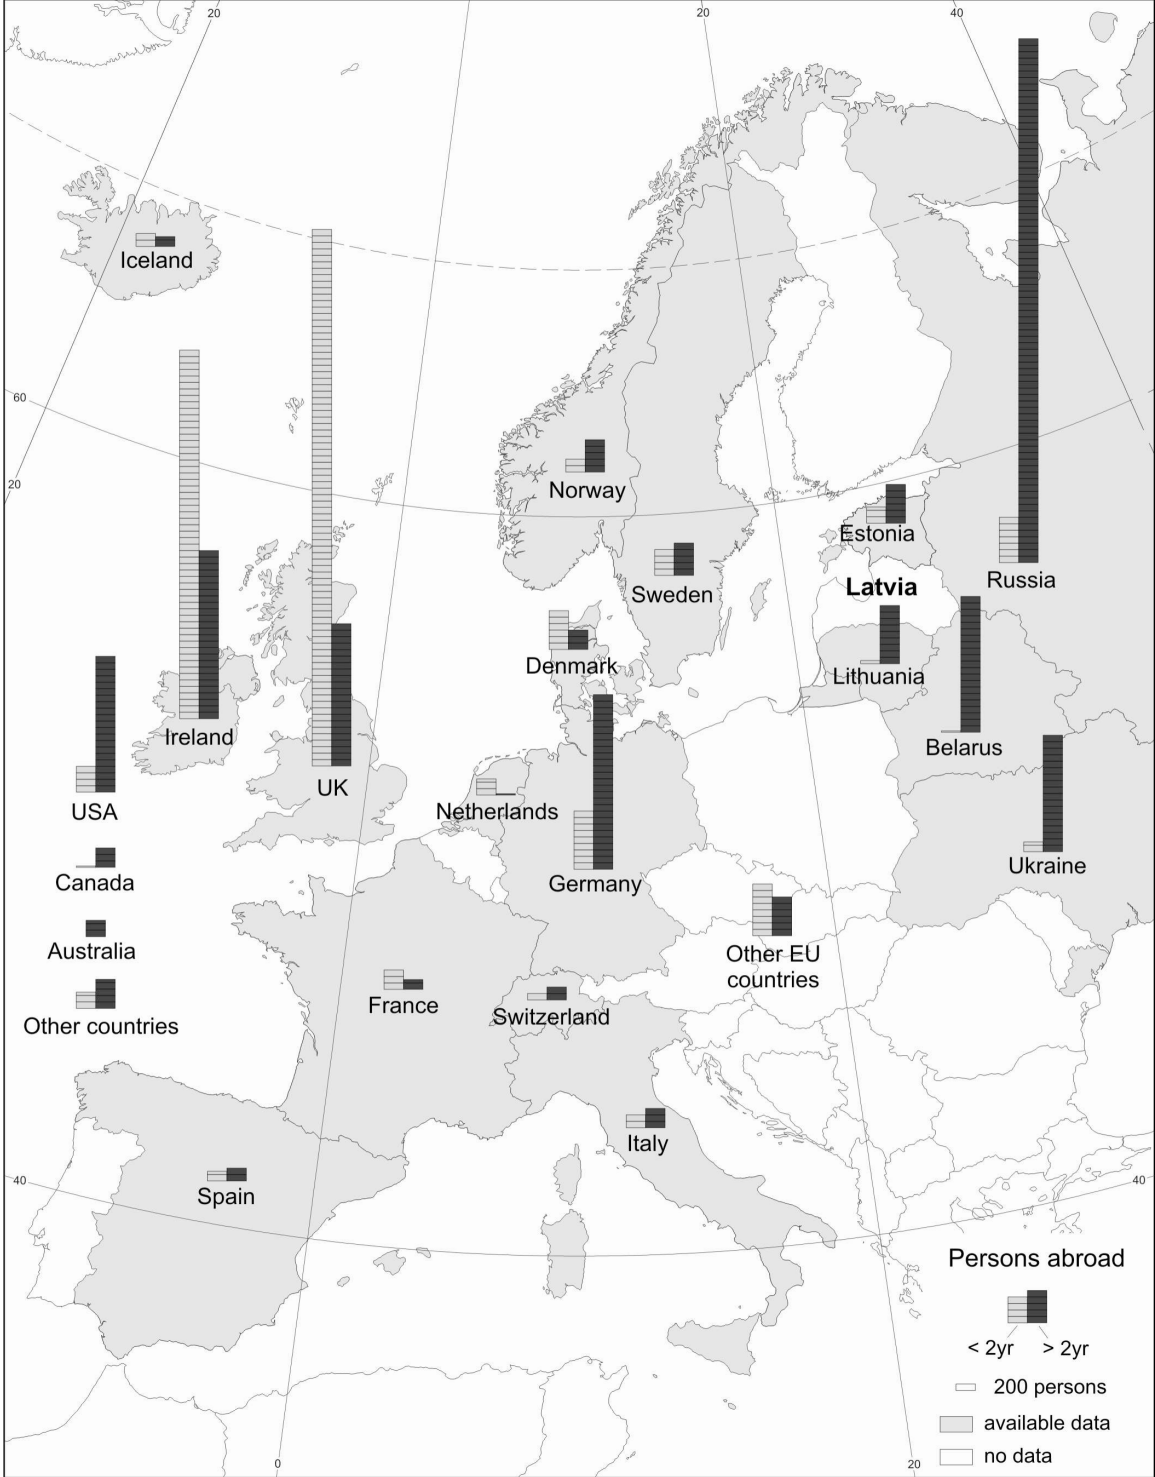 20
20
40
Iceland
60
20
Norway
Estonia
Russia
Latvia
Sweden
Denmark
Lithuania
Ireland
Belarus
UK
USA
Netherlands
Ukraine
Germany
Canada
Australia
Other EU
countries
France
Switzerland
Other countries
Italy
40
Spain
40
Persons abroad
< 2yr > 2yr
200 persons
available data
no data
0
20